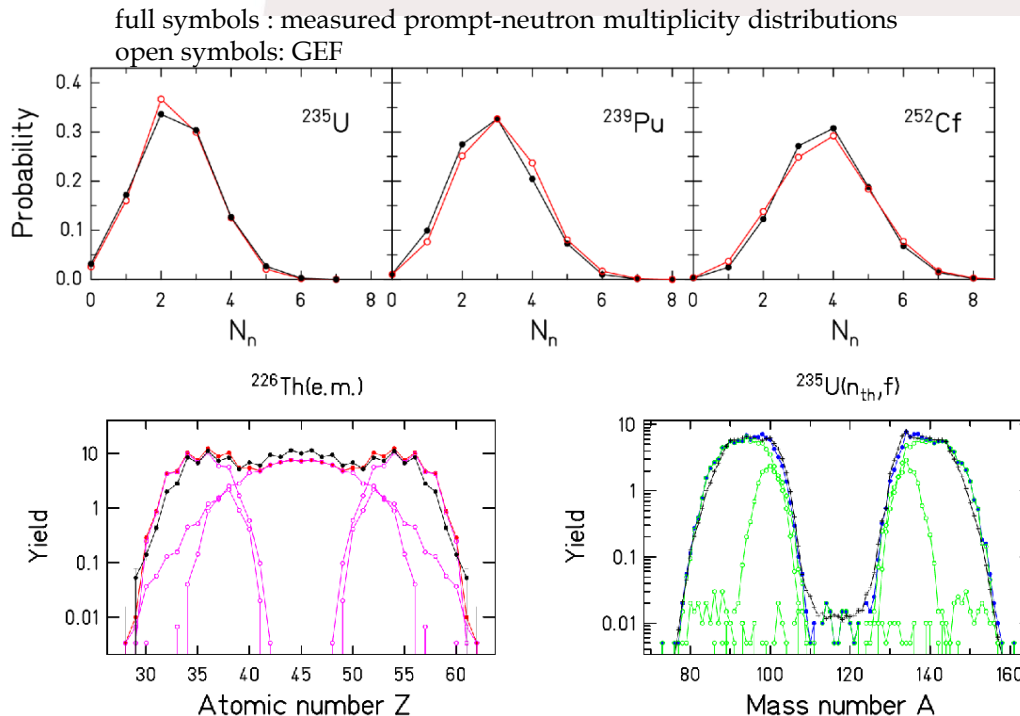 full symbols : measured prompt-neutron multiplicity distributions
open symbols: GEF
Probability
0.4
0.3
0.2
0.1
0.0
²³⁵U
²³⁹Pu
²⁵²Cf
0 2 4 6 8 0 2 4 6 8 0 2 4 6 8
Nₙ Nₙ Nₙ
²²⁶Th(e.m.)
Yield
10
1
0.1
0.01
30 35 40 45 50 55 60
Atomic number Z
²³⁵U(nₜₕ,f)
Yield
10
1
0.1
0.01
80 100 120 140 160
Mass number A